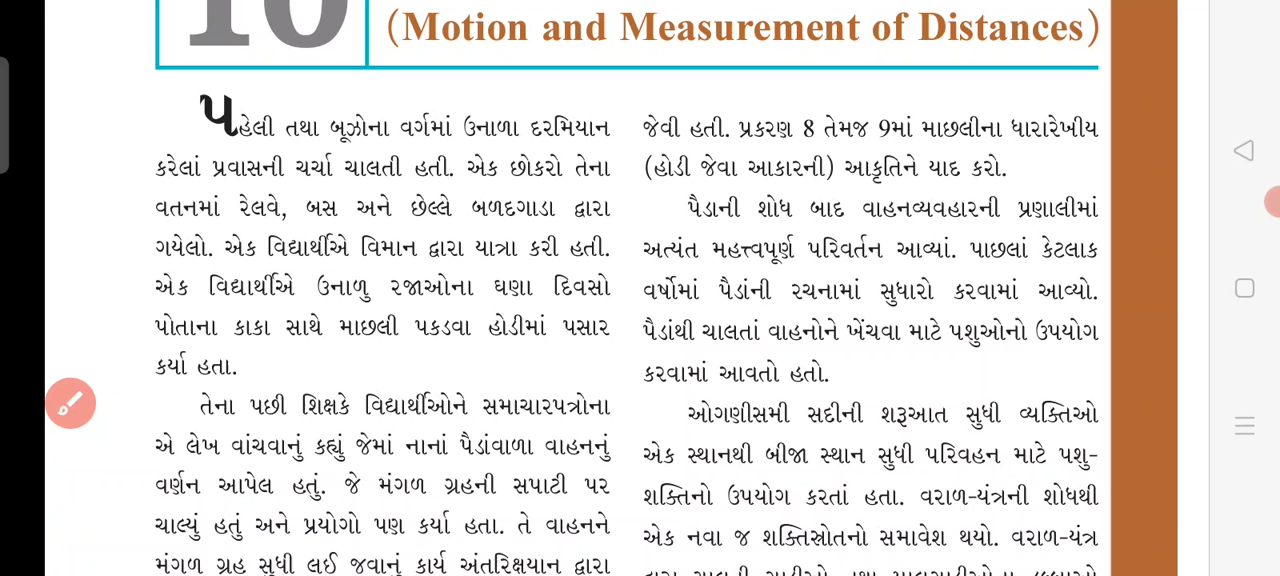 10
(Motion and Measurement of Distances)
પહેલી તથા બૂઝોના વર્ગમાં ઉનાળા દરમિયાન
કરેલાં પ્રવાસની ચર્ચા ચાલતી હતી. એક છોકરો તેના
વતનમાં રેલવે, બસ અને છેલ્લે બળદગાડા દ્વારા
ગયેલો. એક વિદ્યાર્થીએ વિમાન દ્વારા યાત્રા કરી હતી.
એક વિદ્યાર્થીએ ઉનાળુ રજાઓના ઘણા દિવસો
પોતાના કાકા સાથે માછલી પકડવા હોડીમાં પસાર
કર્યા હતા.
તેના પછી શિક્ષકે વિદ્યાર્થીઓને સમાચારપત્રોના
એ લેખ વાંચવાનું કહ્યું જેમાં નાનાં પૈડાંવાળા વાહનનું
વર્ણન આપેલ હતું. જે મંગળ ગ્રહની સપાટી પર
ચાલ્યું હતું અને પ્રયોગો પણ કર્યા હતા. તે વાહનને
મંગળ ગ્રહ સુધી લઈ જવાનું કાર્ય અંતરિક્ષયાન દ્વારા
જેવી હતી. પ્રકરણ 8 તેમજ 9માં માછલીના ધારારેખીય
(હોડી જેવા આકારની) આકૃતિને યાદ કરો.
પૈડાની શોધ બાદ વાહનવ્યવહારની પ્રણાલીમાં
અત્યંત મહત્ત્વપૂર્ણ પરિવર્તન આવ્યાં. પાછલાં કેટલાક
વર્ષોમાં પૈડાંની રચનામાં સુધારો કરવામાં આવ્યો.
પૈડાંથી ચાલતાં વાહનોને ખેંચવા માટે પશુઓનો ઉપયોગ
કરવામાં આવતો હતો.
ઓગણીસમી સદીની શરૂઆત સુધી વ્યક્તિઓ
એક સ્થાનથી બીજા સ્થાન સુધી પરિવહન માટે પશુ-
શક્તિનો ઉપયોગ કરતાં હતા. વરાળ-યંત્રની શોધથી
એક નવા જ શક્તિસ્રોતનો સમાવેશ થયો. વરાળ-યંત્ર